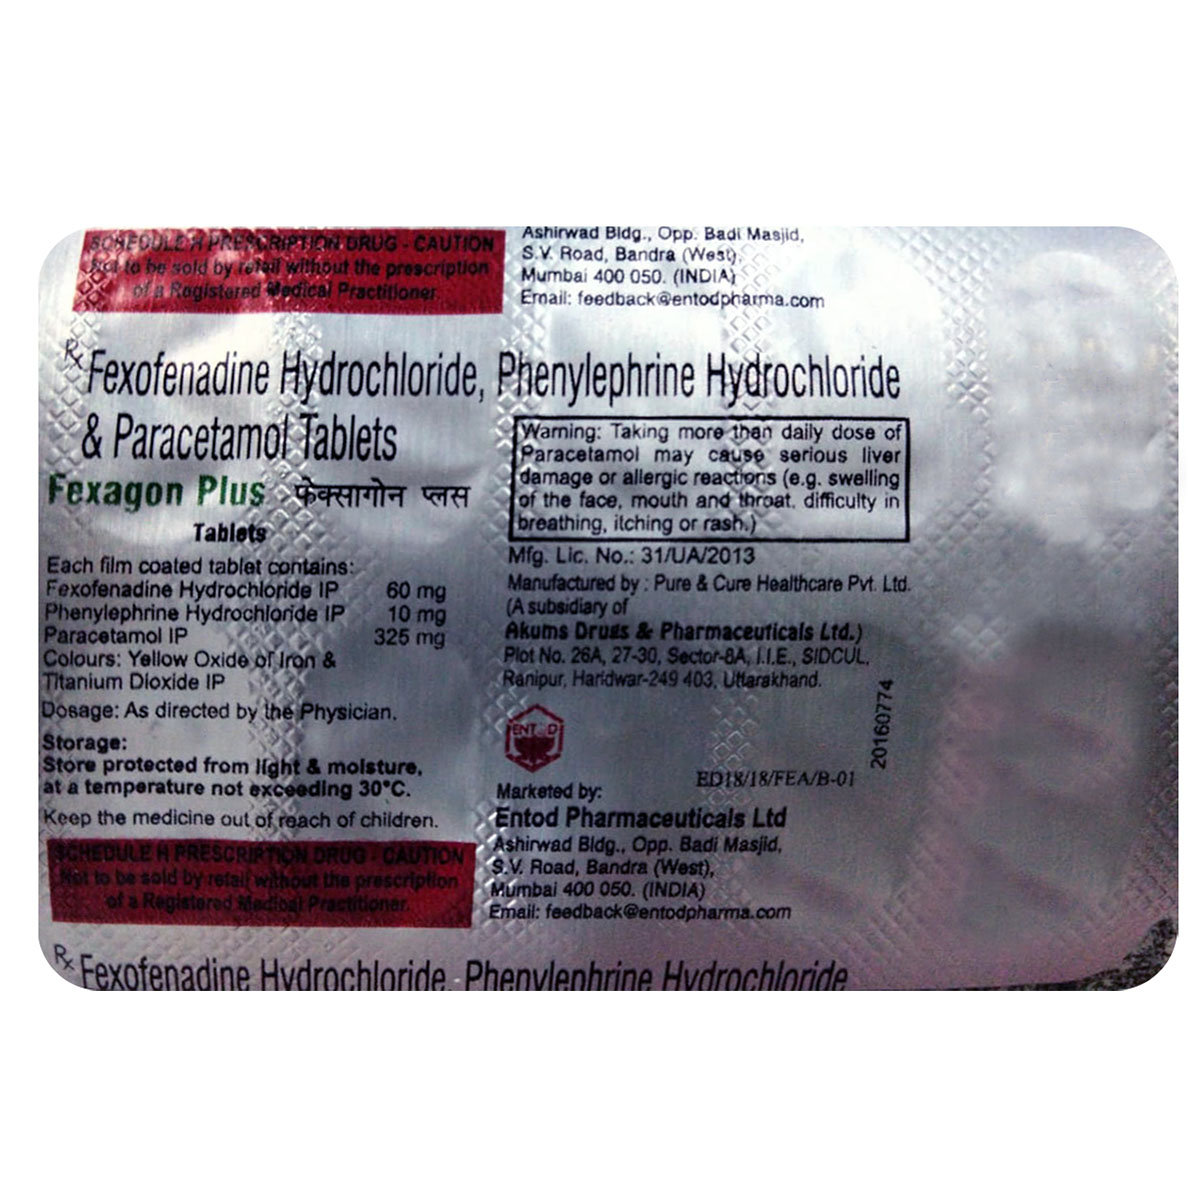 SCHEDULE H PRESCRIPTION DRUG - CAUTION
Not to be sold by retail without the prescription
of a Registered Medical Practitioner.
Ashirwad Bldg., Opp. Badi Masjid,
S.V. Road, Bandra (West),
Mumbai 400 050. (INDIA)
Email: feedback@entodpharma.com
Rx Fexofenadine Hydrochloride, Phenylephrine Hydrochloride
& Paracetamol Tablets
Fexagon Plus फेक्सागोन प्लस
Tablets
Each film coated tablet contains:
Fexofenadine Hydrochloride IP 60 mg
Phenylephrine Hydrochloride IP 10 mg
Paracetamol IP 325 mg
Colours: Yellow Oxide of Iron &
Titanium Dioxide IP
Dosage: As directed by the Physician.
Storage:
Store protected from light & moisture,
at a temperature not exceeding 30°C.
Keep the medicine out of reach of children.
SCHEDULE H PRESCRIPTION DRUG - CAUTION
Not to be sold by retail without the prescription
of a Registered Medical Practitioner.
Warning: Taking more than daily dose of
Paracetamol may cause serious liver
damage or allergic reactions (e.g. swelling
of the face, mouth and throat, difficulty in
breathing, itching or rash.)
Mfg. Lic. No.: 31/UA/2013
Manufactured by : Pure & Cure Healthcare Pvt. Ltd.
(A subsidiary of
Akums Drugs & Pharmaceuticals Ltd.)
Plot No. 26A, 27-30, Sector-8A, I.I.E., SIDCUL,
Ranipur, Haridwar-249 403, Uttarakhand.
20160774
ENTOD
ED18/18/FEA/B-01
Marketed by:
Entod Pharmaceuticals Ltd
Ashirwad Bldg., Opp. Badi Masjid,
S.V. Road, Bandra (West),
Mumbai 400 050. (INDIA)
Email: feedback@entodpharma.com
Rx Fexofenadine Hydrochloride, Phenylephrine Hydrochloride